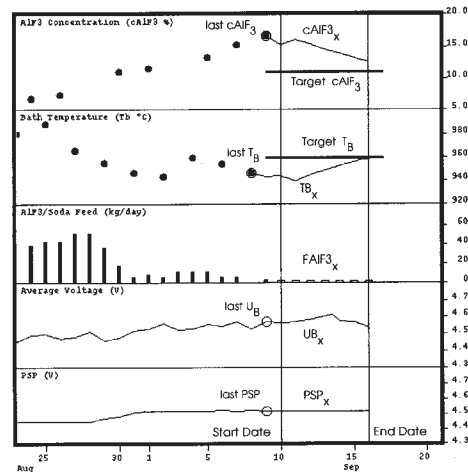 AlF3 Concentration (cAlF3 %)
last cAlF3
cAlF3x
Target cAlF3
20.0
15.0
10.0
5.0
Bath Temperature (Tb °C)
last TB
Target TB
TBx
980
960
940
920
AlF3/Soda Feed (kg/day)
FAlF3x
60
40
20
0
Average Voltage (V)
last UB
UBx
4.7
4.6
4.5
4.4
4.3
PSP (V)
last PSP
PSPx
4.7
4.6
4.5
4.4
4.3
Start Date
End Date
25 30 1 5 10 15 20
Aug Sep